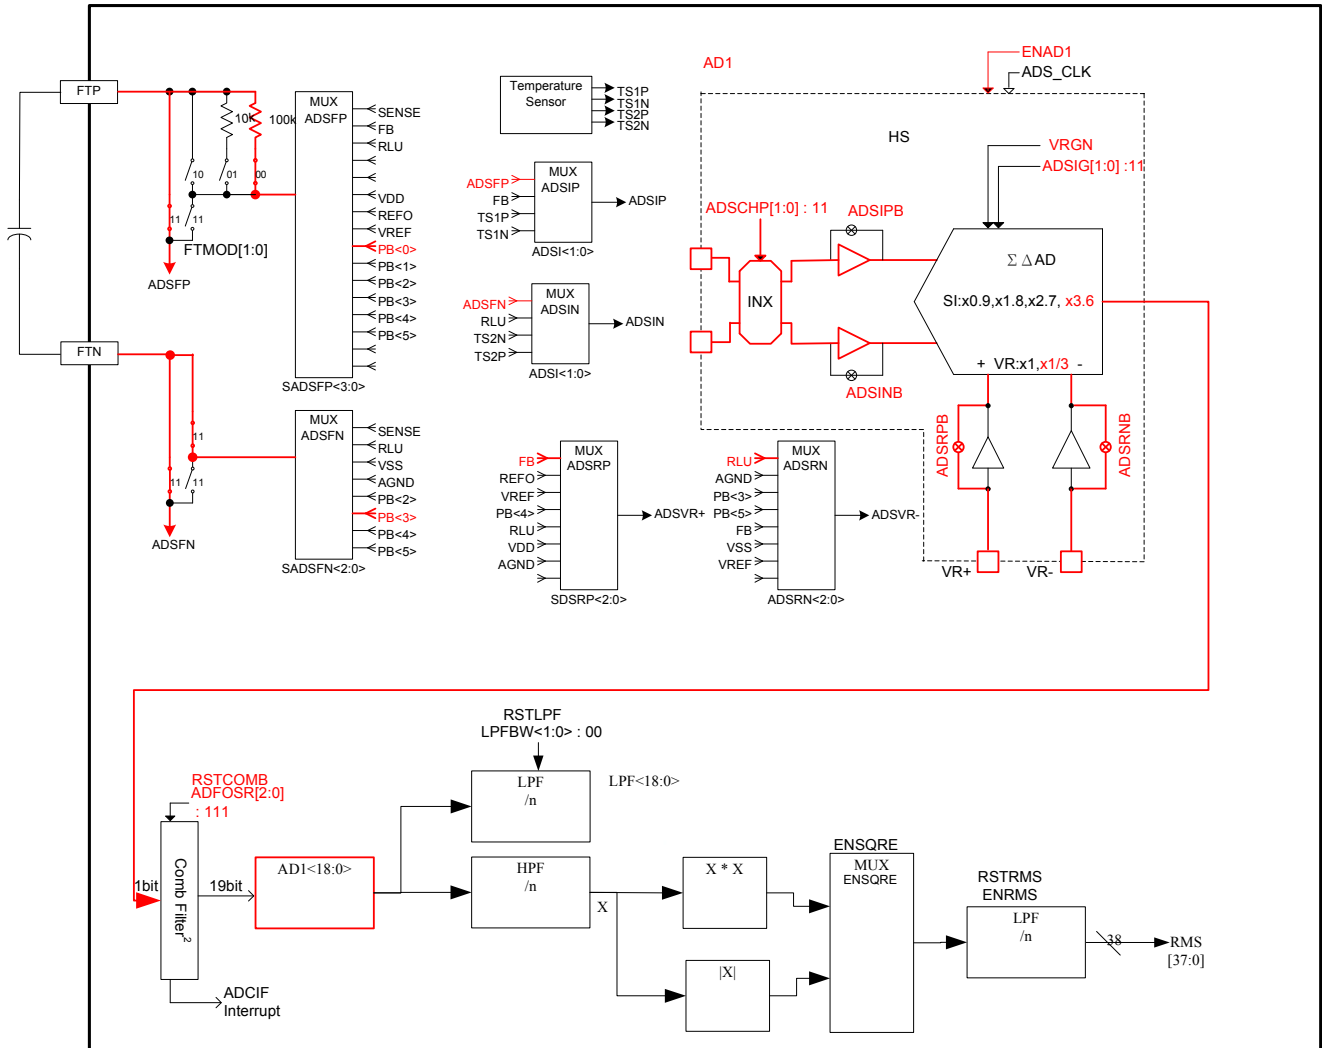 FTP
10k
100k
10
01
00
11
11
FTMOD[1:0]
ADSFP
MUX
ADSFP
SENSE
FB
RLU
VDD
REFO
VREF
PB<0>
PB<1>
PB<2>
PB<3>
PB<4>
PB<5>
SADSFP<3:0>
FTN
11
11
11
ADSFN
MUX
ADSFN
SENSE
RLU
VSS
AGND
PB<2>
PB<3>
PB<4>
PB<5>
SADSFN<2:0>
Temperature
Sensor
TS1P
TS1N
TS2P
TS2N
MUX
ADSIP
ADSFP
FB
TS1P
TS1N
ADSIP
ADSI<1:0>
MUX
ADSIN
ADSFN
RLU
TS2N
TS2P
ADSIN
ADSI<1:0>
MUX
ADSRP
FB
REFO
VREF
PB<4>
RLU
VDD
AGND
ADSVR+
SDSRP<2:0>
MUX
ADSRN
RLU
AGND
PB<3>
PB<5>
FB
VSS
VREF
ADSVR-
ADSRN<2:0>
AD1
ENAD1
ADS_CLK
HS
VRGN
ADSIG[1:0] :11
ADSCHP[1:0] : 11
INX
ADSIPB
ADSINB
Σ Δ AD
SI:x0.9,x1.8,x2.7, x3.6
+ VR:x1,x1/3 -
ADSRPB
ADSRNB
VR+
VR-
RSTCOMB
ADFOSR[2:0]
: 111
1bit
Comb Filter²
19bit
ADCIF
Interrupt
AD1<18:0>
RSTLPF
LPFBW<1:0> : 00
LPF
/n
LPF<18:0>
HPF
/n
X
X * X
|X|
ENSQRE
MUX
ENSQRE
RSTRMS
ENRMS
LPF
/n
38
RMS
[37:0]